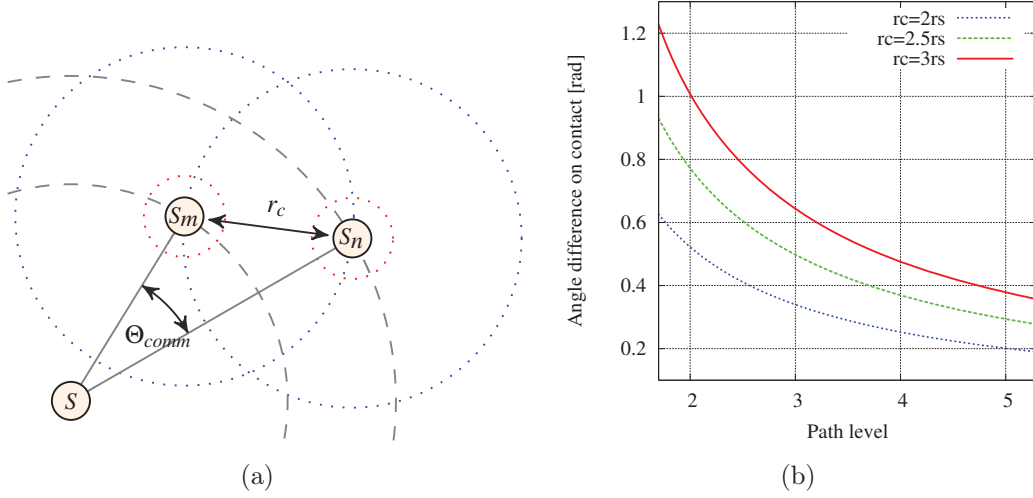 Sm
Sn
rc
Θcomm
S
(a)
rc=2rs
rc=2.5rs
rc=3rs
Angle difference on contact [rad]
1.2
1
0.8
0.6
0.4
0.2
2 3 4 5
Path level
(b)